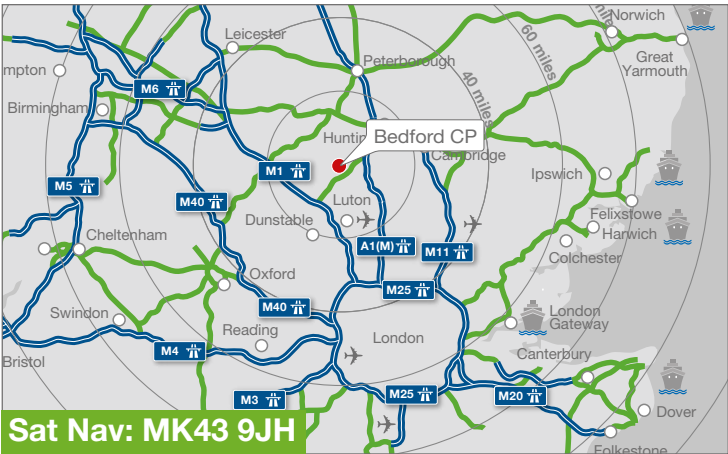 Norwich
miles
Leicester
60 miles
Great
Yarmouth
Peterborough
mpton
40 miles
M6
Birmingham
Huntin
Bedford CP
Cambridge
M1
Ipswich
M5
M40
Luton
Felixstowe
Dunstable
Harwich
Cheltenham
A1(M)
M11
Colchester
Oxford
M25
M40
London
Gateway
Swindon
Reading
London
M4
Canterbury
Bristol
M3
M25
M20
Dover
Sat Nav: MK43 9JH
Folkestone